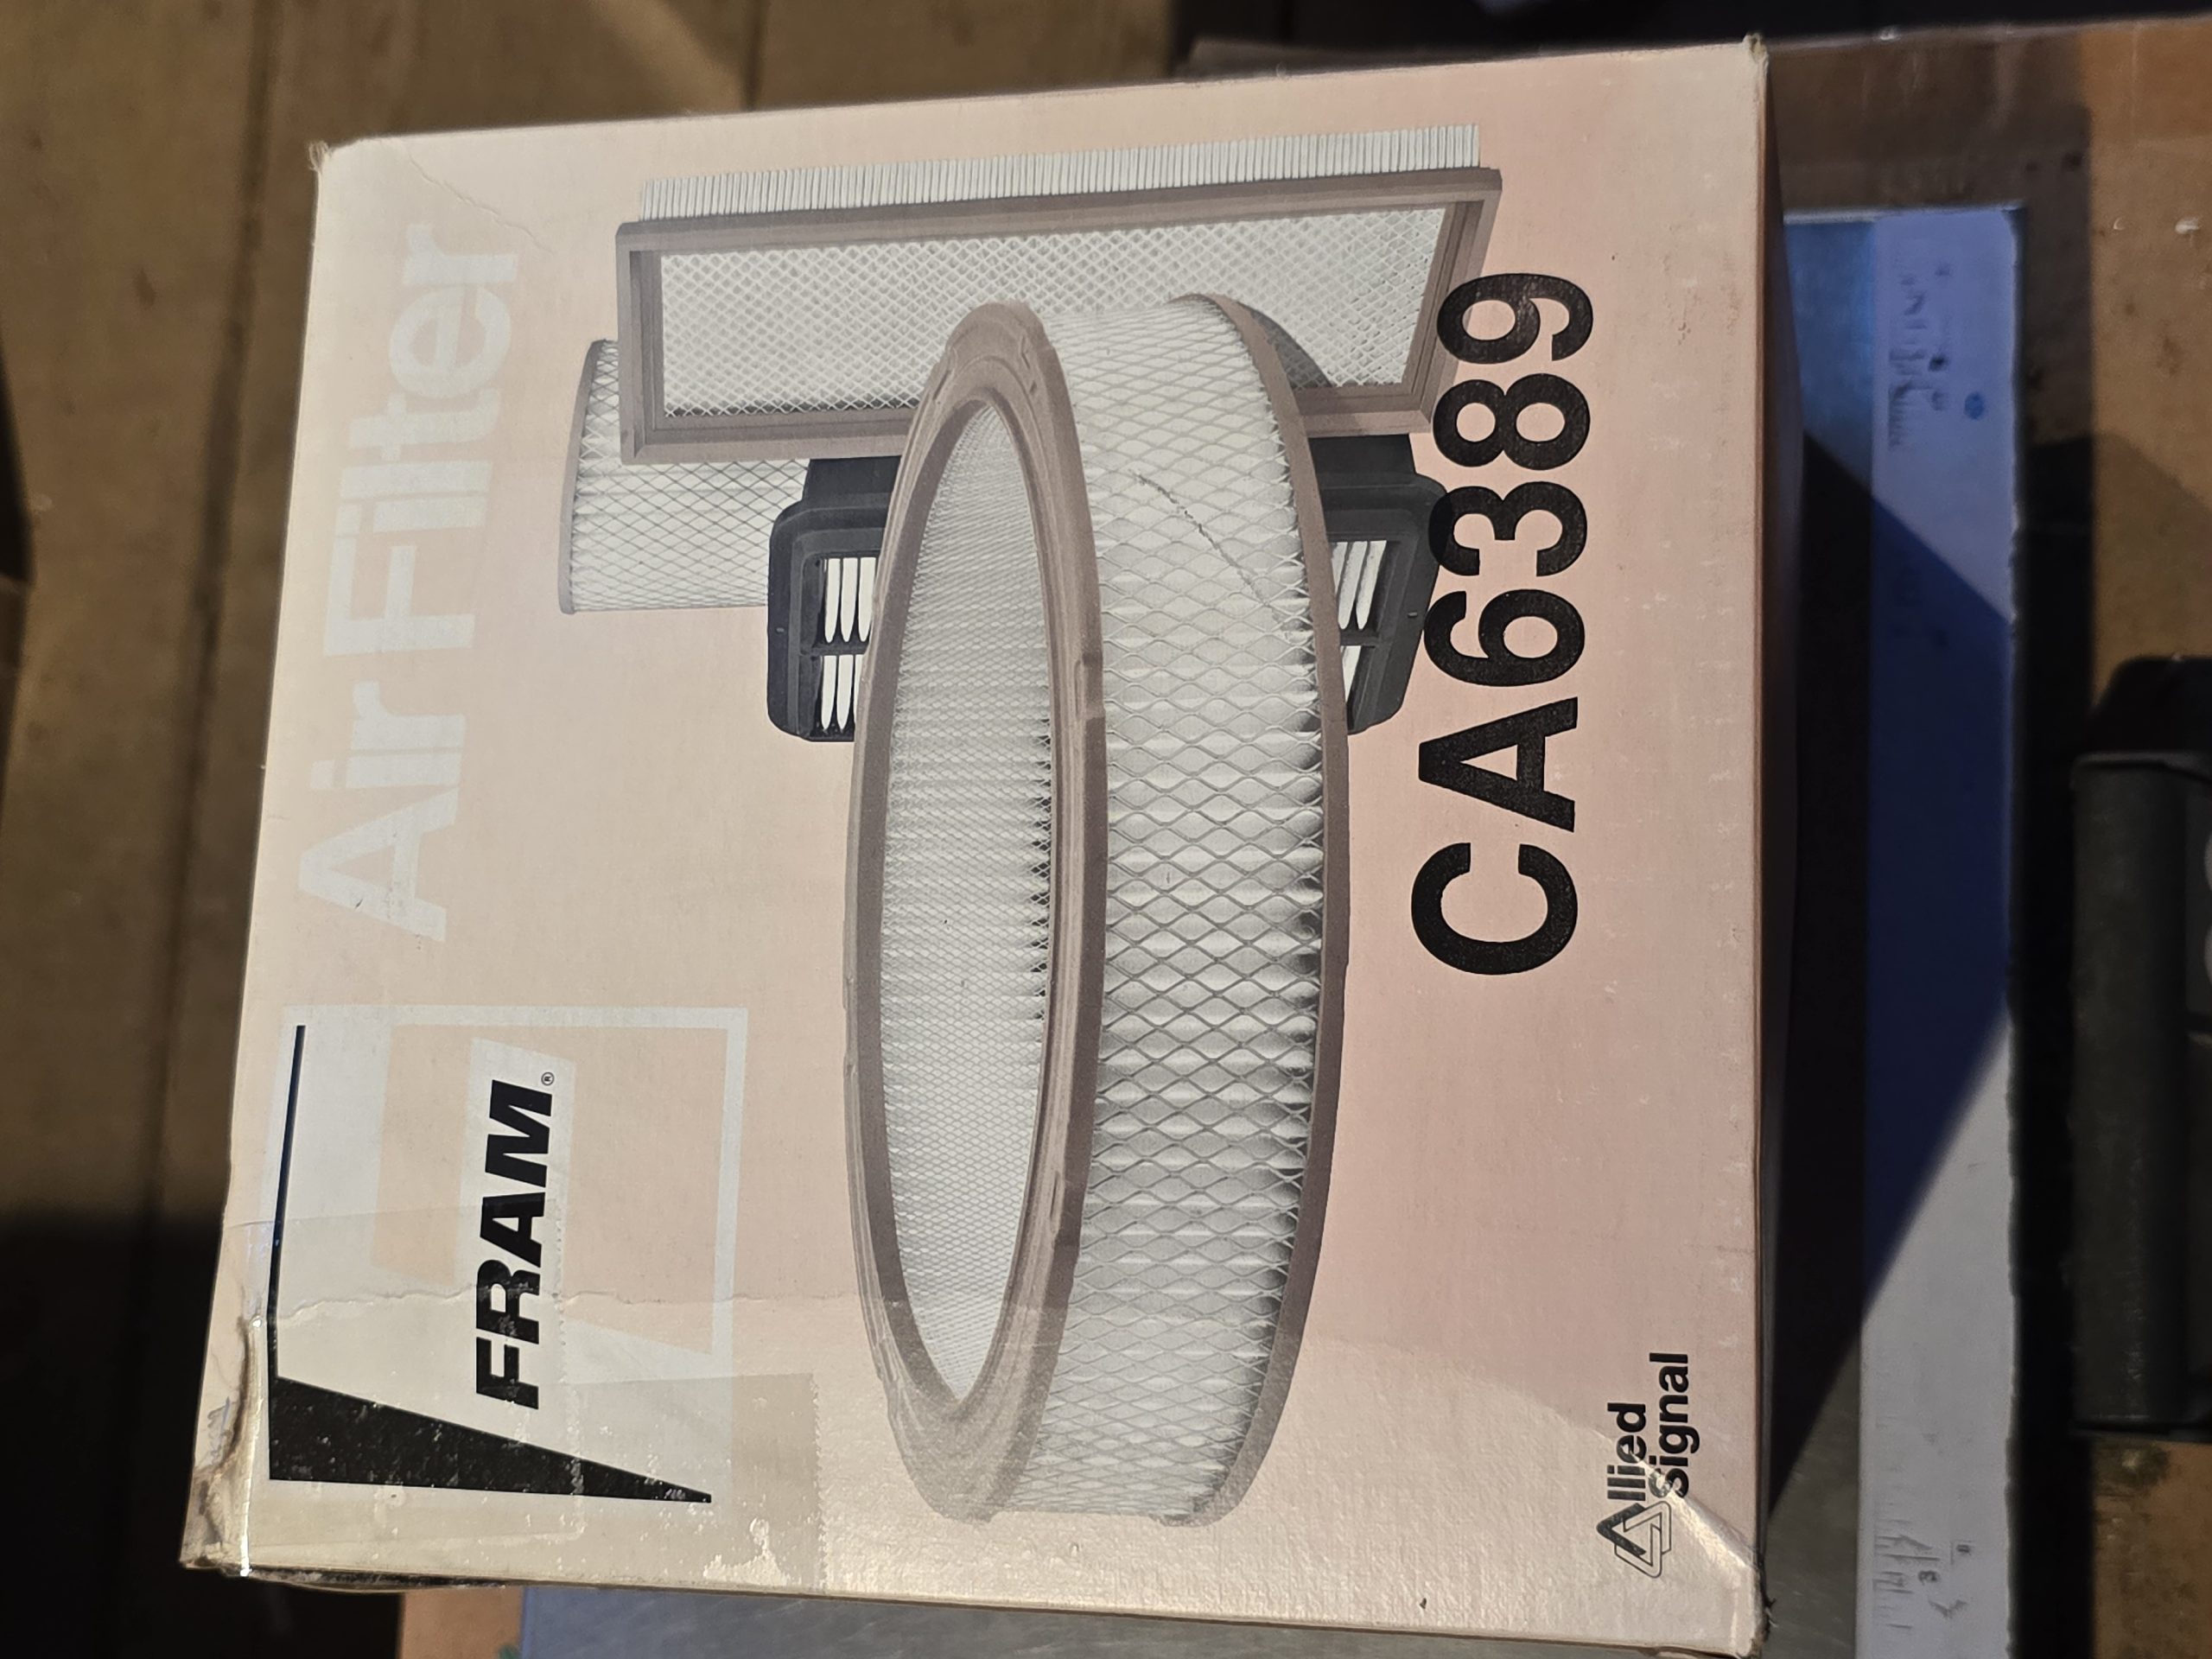 FRAM®
Air Filter
CA6389
Allied
Signal